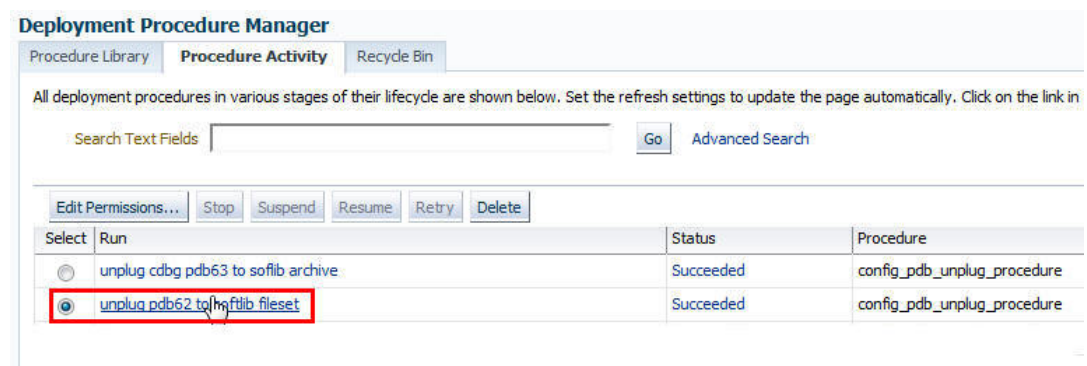 Deployment Procedure Manager
Procedure Library Procedure Activity Recycle Bin
All deployment procedures in various stages of their lifecycle are shown below. Set the refresh settings to update the page automatically. Click on the link in
Search Text Fields Go Advanced Search
Edit Permissions... Stop Suspend Resume Retry Delete
Select Run Status Procedure
unplug cdbg pdb63 to soflib archive Succeeded config_pdb_unplug_procedure
unplug pdb62 to softlib fileset Succeeded config_pdb_unplug_procedure